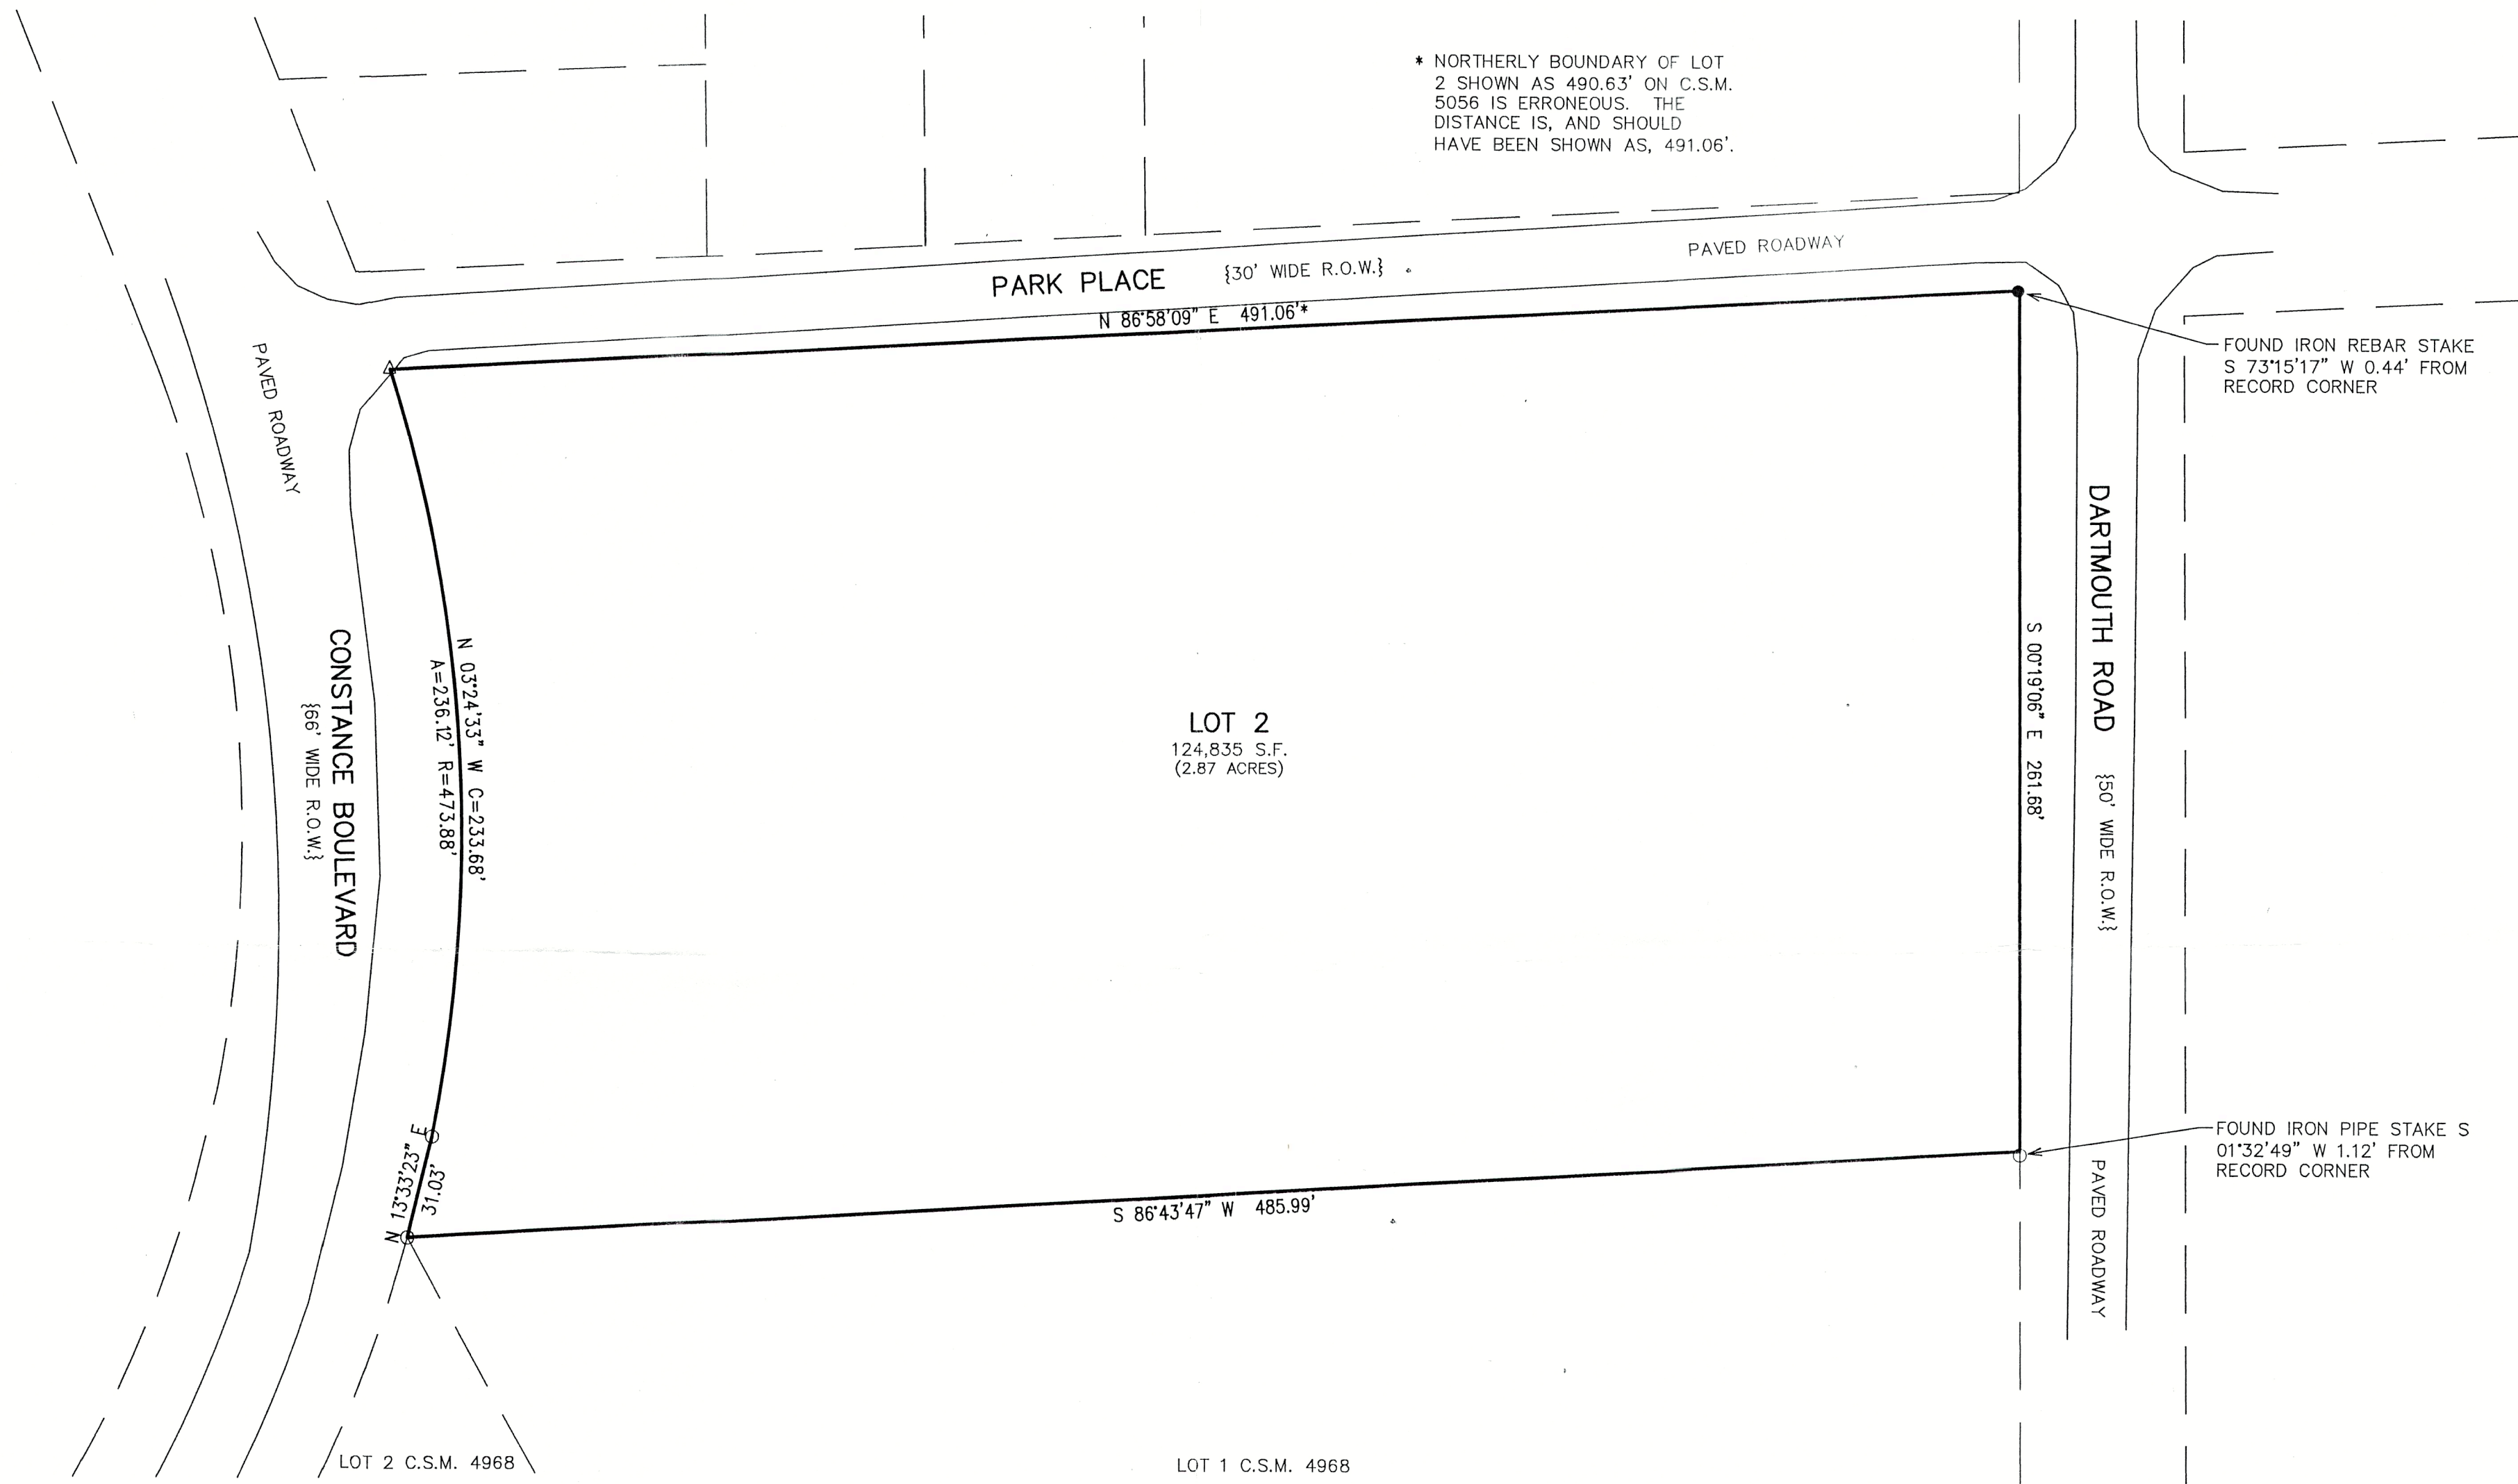 * NORTHERLY BOUNDARY OF LOT
2 SHOWN AS 490.63' ON C.S.M.
5056 IS ERRONEOUS. THE
DISTANCE IS, AND SHOULD
HAVE BEEN SHOWN AS, 491.06'.
PAVED ROADWAY
PARK PLACE {30' WIDE R.O.W.}
N 86°58'09" E 491.06'*
PAVED ROADWAY
FOUND IRON REBAR STAKE
S 73°15'17" W 0.44' FROM
RECORD CORNER
CONSTANCE BOULEVARD
{66' WIDE R.O.W.}
N 03°24'33" W C=233.68'
A=236.12' R=473.88'
LOT 2
124,835 S.F.
(2.87 ACRES)
S 00°19'06" E 261.68'
DARTMOUTH ROAD {50' WIDE R.O.W.}
N 13°33'23" E
31.03'
S 86°43'47" W 485.99'
FOUND IRON PIPE STAKE S
01°32'49" W 1.12' FROM
RECORD CORNER
PAVED ROADWAY
LOT 2 C.S.M. 4968
LOT 1 C.S.M. 4968